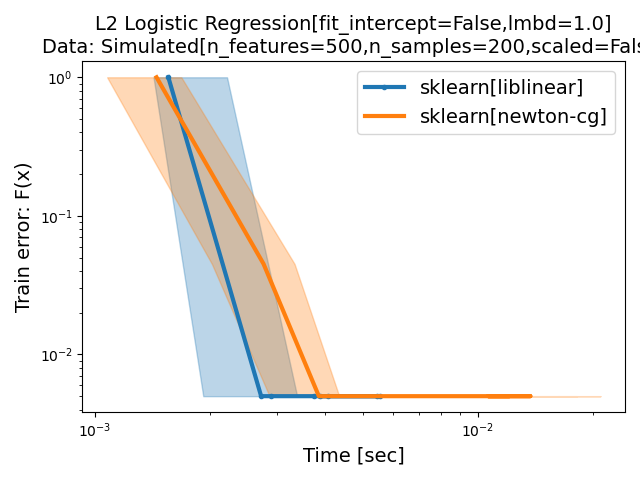 L2 Logistic Regression[fit_intercept=False,lmbd=1.0]
Data: Simulated[n_features=500,n_samples=200,scaled=Fals
sklearn[liblinear]
sklearn[newton-cg]
Train error: F(x)
10⁰
10⁻¹
10⁻²
10⁻³
10⁻²
Time [sec]